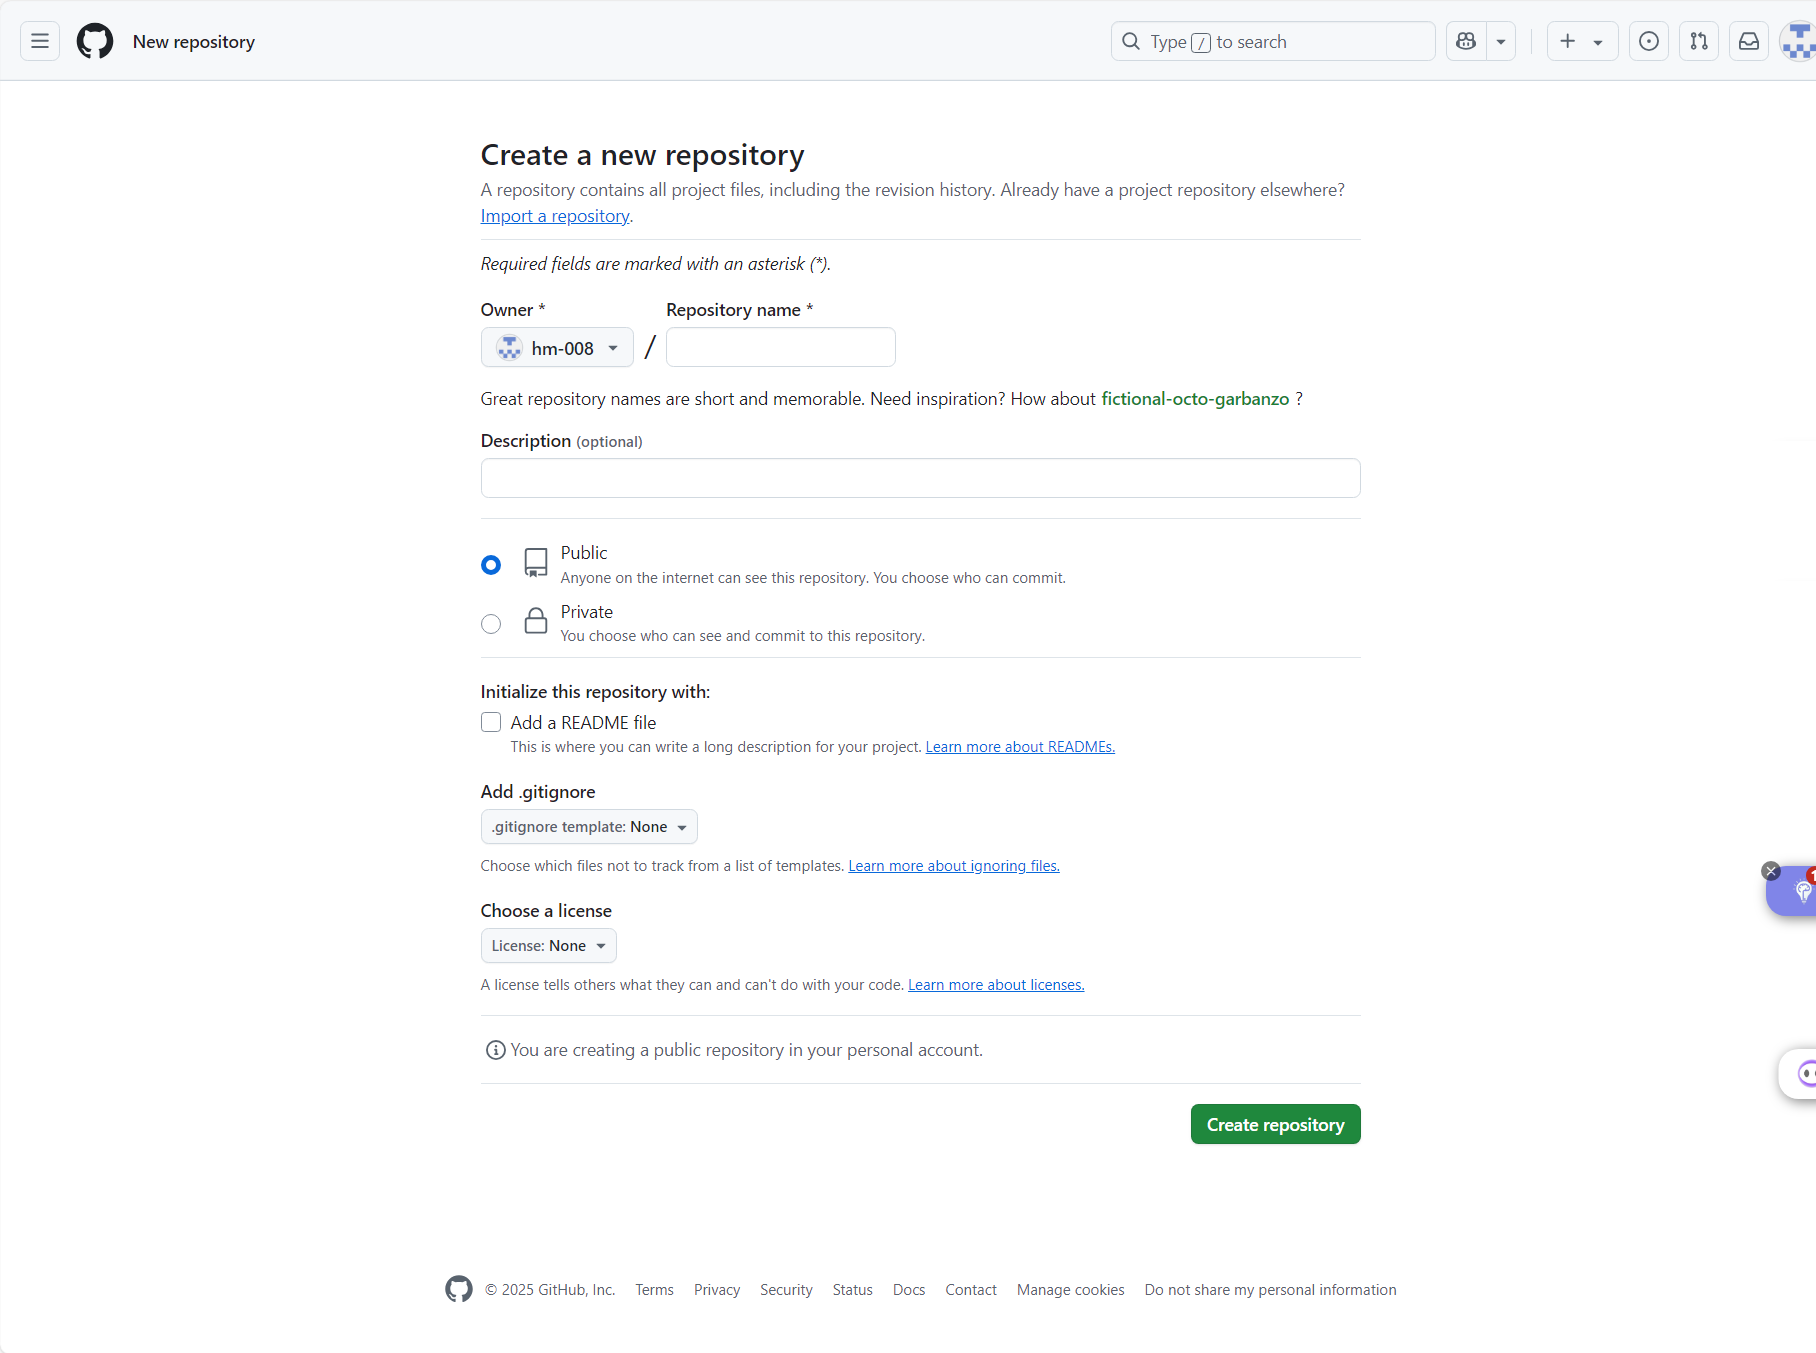 New repository
Type / to search
Create a new repository
A repository contains all project files, including the revision history. Already have a project repository elsewhere?
Import a repository.
Required fields are marked with an asterisk (*).
Owner * Repository name *
hm-008 /
Great repository names are short and memorable. Need inspiration? How about fictional-octo-garbanzo ?
Description (optional)
Public
Anyone on the internet can see this repository. You choose who can commit.
Private
You choose who can see and commit to this repository.
Initialize this repository with:
Add a README file
This is where you can write a long description for your project. Learn more about READMEs.
Add .gitignore
.gitignore template: None
Choose which files not to track from a list of templates. Learn more about ignoring files.
Choose a license
License: None
A license tells others what they can and can't do with your code. Learn more about licenses.
You are creating a public repository in your personal account.
Create repository
© 2025 GitHub, Inc. Terms Privacy Security Status Docs Contact Manage cookies Do not share my personal information